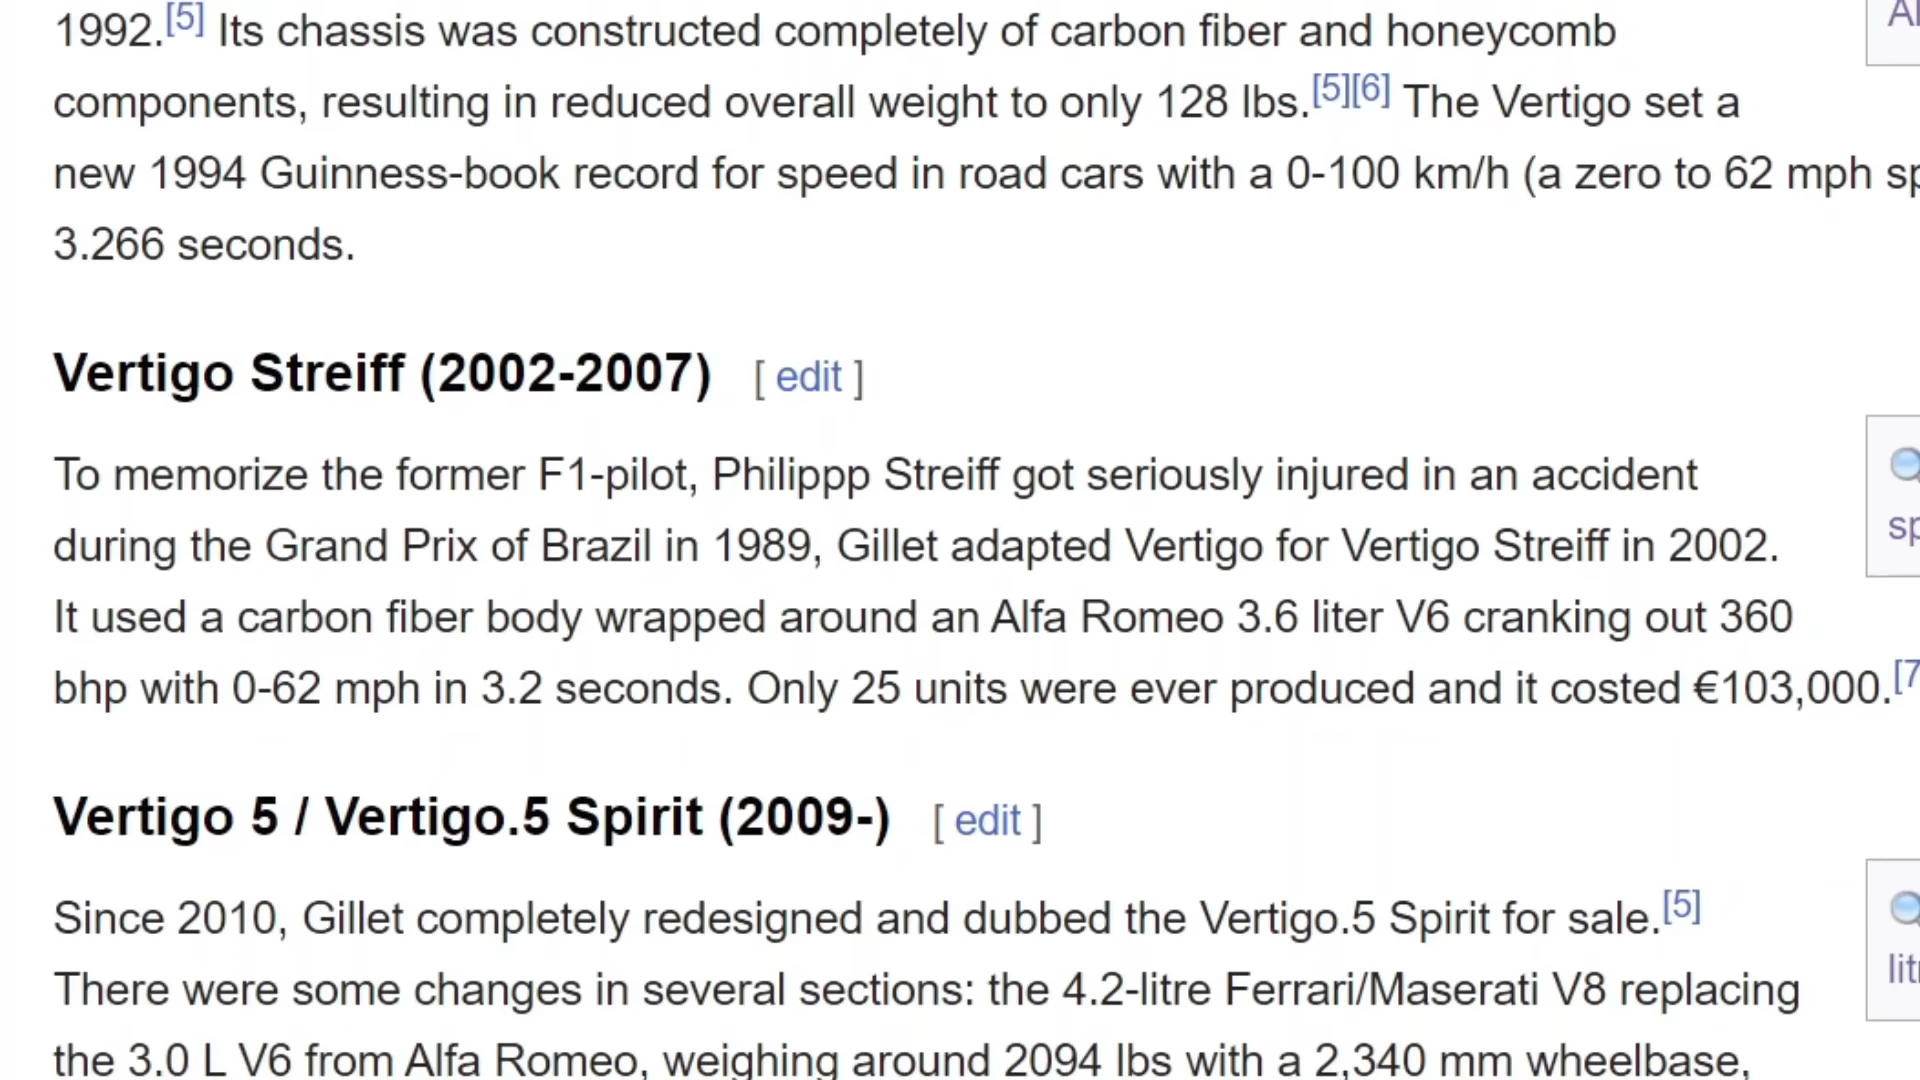 1992.[5] Its chassis was constructed completely of carbon fiber and honeycomb
components, resulting in reduced overall weight to only 128 lbs.[5][6] The Vertigo set a
new 1994 Guinness-book record for speed in road cars with a 0-100 km/h (a zero to 62 mph sp
3.266 seconds.
Vertigo Streiff (2002-2007) [ edit ]
To memorize the former F1-pilot, Philippp Streiff got seriously injured in an accident
during the Grand Prix of Brazil in 1989, Gillet adapted Vertigo for Vertigo Streiff in 2002.
It used a carbon fiber body wrapped around an Alfa Romeo 3.6 liter V6 cranking out 360
bhp with 0-62 mph in 3.2 seconds. Only 25 units were ever produced and it costed €103,000.[7
sp
Vertigo 5 / Vertigo.5 Spirit (2009-) [ edit ]
Since 2010, Gillet completely redesigned and dubbed the Vertigo.5 Spirit for sale.[5]
There were some changes in several sections: the 4.2-litre Ferrari/Maserati V8 replacing
the 3.0 L V6 from Alfa Romeo, weighing around 2094 lbs with a 2,340 mm wheelbase,
lit